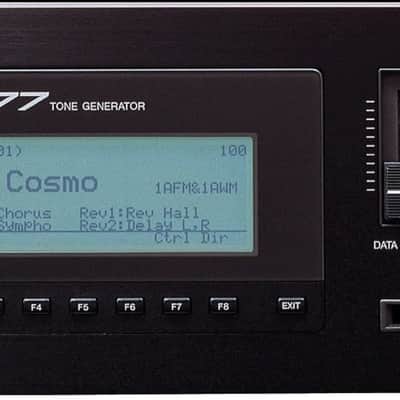 77 TONE GENERATOR
01) 100
Cosmo 1AFM&1AWM
Chorus Rev1:Rev Hall
Sympho Rev2:Delay L,R
Ctrl Dir
F4 F5 F6 F7 F8 EXIT
DATA